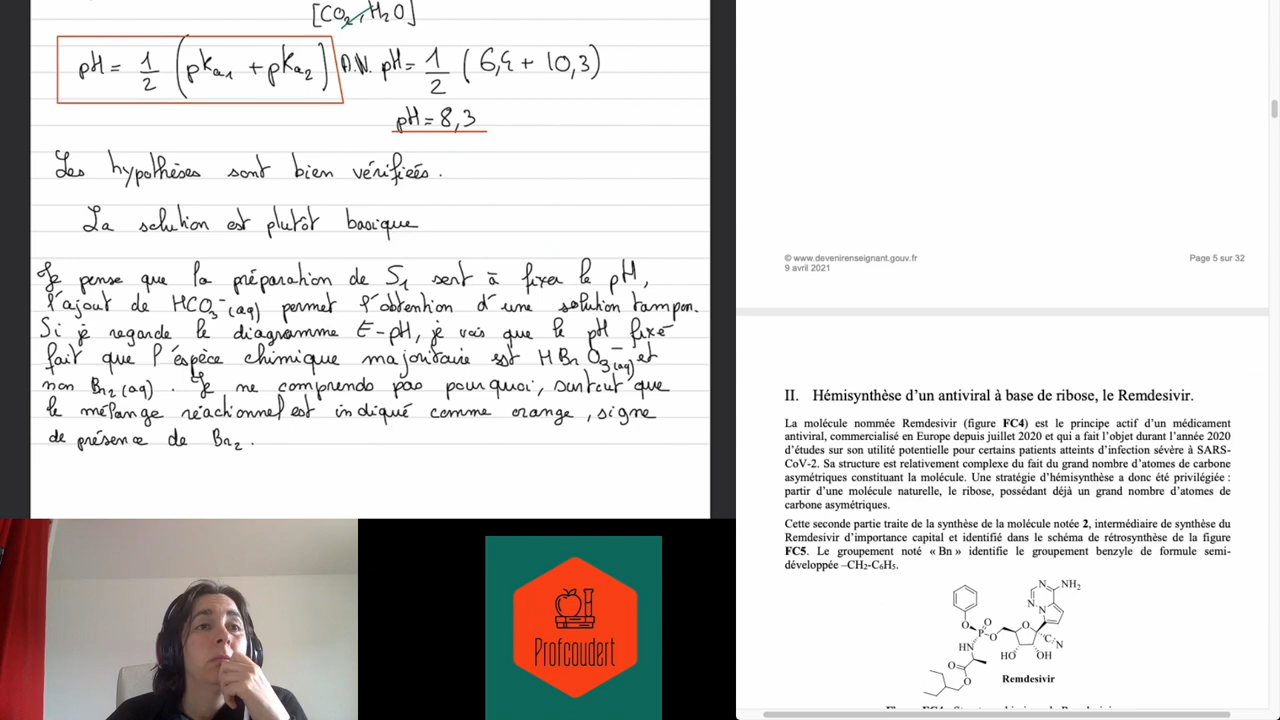 [CO₂, H₂O]
pH = 1/2 (pKa₁ + pKa₂) A.N. pH = 1/2 (6,4 + 10,3)
pH = 8,3
Les hypothèses sont bien vérifieés.
La solution est plutôt basique
Je pense que la préparation de S₁ sert à fixer le pH,
l'ajout de HCO₃⁻(aq) permet l'obtention d'une solution tampon.
Si je regarde le diagramme E-pH, je vois que le pH fixé
fait que l'espèce chimique majoritaire est HBrO₃⁻(aq) et
non Br₂(aq). Je ne comprends pas pourquoi, surtout que
le mélange réactionnel est indiqué comme orange, signe
de présence de Br₂.
Profcoudert
© www.devenirenseignant.gouv.fr Page 5 sur 32
9 avril 2021
II. Hémisynthèse d'un antiviral à base de ribose, le Remdesivir.
La molécule nommée Remdesivir (figure FC4) est le principe actif d'un médicament
antiviral, commercialisé en Europe depuis juillet 2020 et qui a fait l'objet durant l'année 2020
d'études sur son utilité potentielle pour certains patients atteints d'infection sévère à SARS-
CoV-2. Sa structure est relativement complexe du fait du grand nombre d'atomes de carbone
asymétriques constituant la molécule. Une stratégie d'hémisynthèse a donc été privilégiée :
partir d'une molécule naturelle, le ribose, possédant déjà un grand nombre d'atomes de
carbone asymétriques.
Cette seconde partie traite de la synthèse de la molécule notée 2, intermédiaire de synthèse du
Remdesivir d'importance capital et identifié dans le schéma de rétrosynthèse de la figure
FC5. Le groupement noté « Bn » identifie le groupement benzyle de formule semi-
développée –CH2-C6H5.
N NH2
N N
O O O
P O
HN C N
HO OH
O
O
Remdesivir